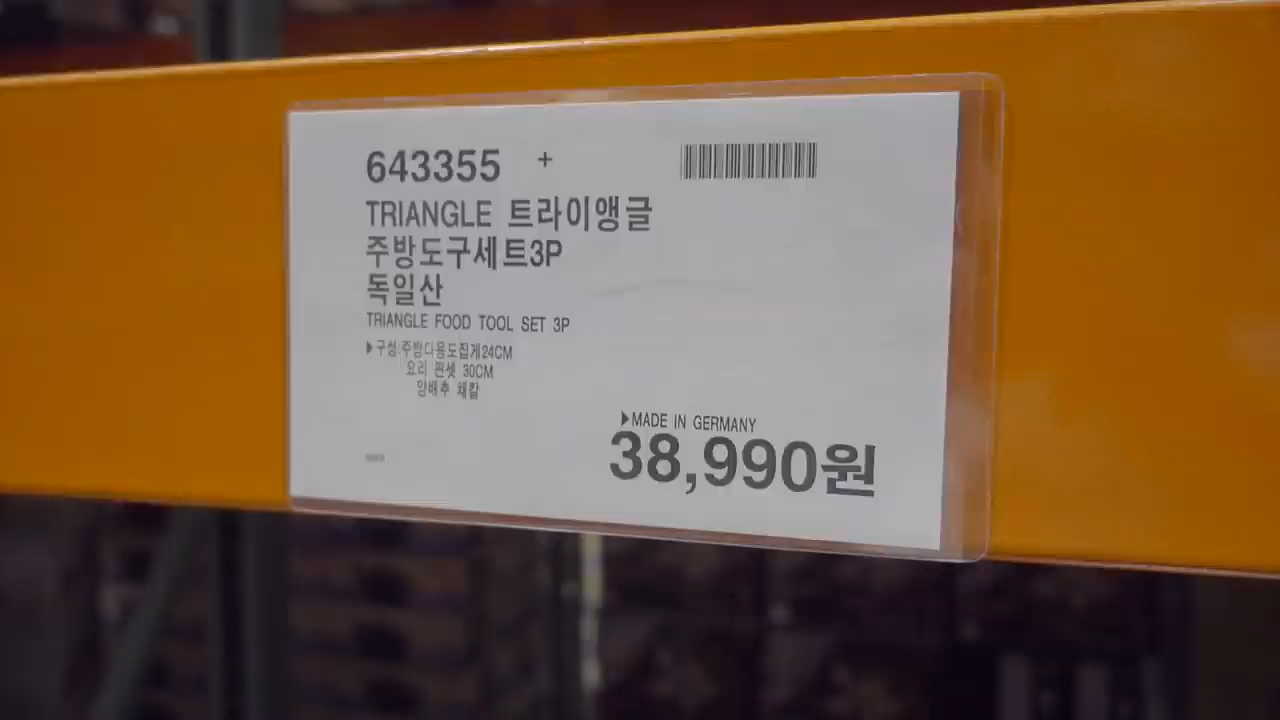 643355 +
TRIANGLE 트라이앵글
주방도구세트3P
독일산
TRIANGLE FOOD TOOL SET 3P
▶구성:주방다용도집게24CM
요리 핀셋 30CM
양배추 채칼
▶MADE IN GERMANY
38,990원